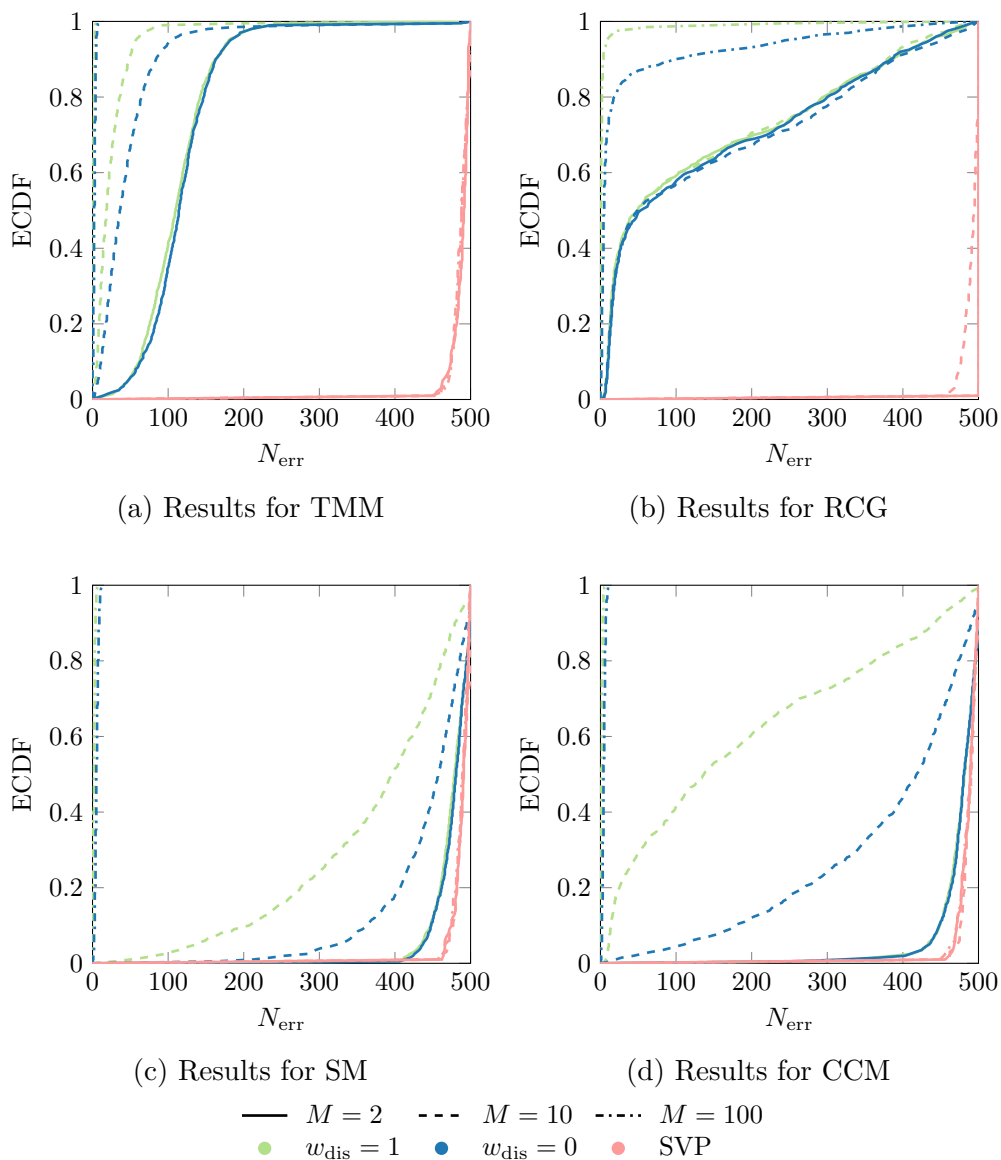 1
0.8
0.6
0.4
0.2
0
ECDF
0 100 200 300 400 500
N_err
(a) Results for TMM
1
0.8
0.6
0.4
0.2
0
ECDF
0 100 200 300 400 500
N_err
(b) Results for RCG
1
0.8
0.6
0.4
0.2
0
ECDF
0 100 200 300 400 500
N_err
(c) Results for SM
1
0.8
0.6
0.4
0.2
0
ECDF
0 100 200 300 400 500
N_err
(d) Results for CCM
M = 2 M = 10 M = 100
w_dis = 1 w_dis = 0 SVP